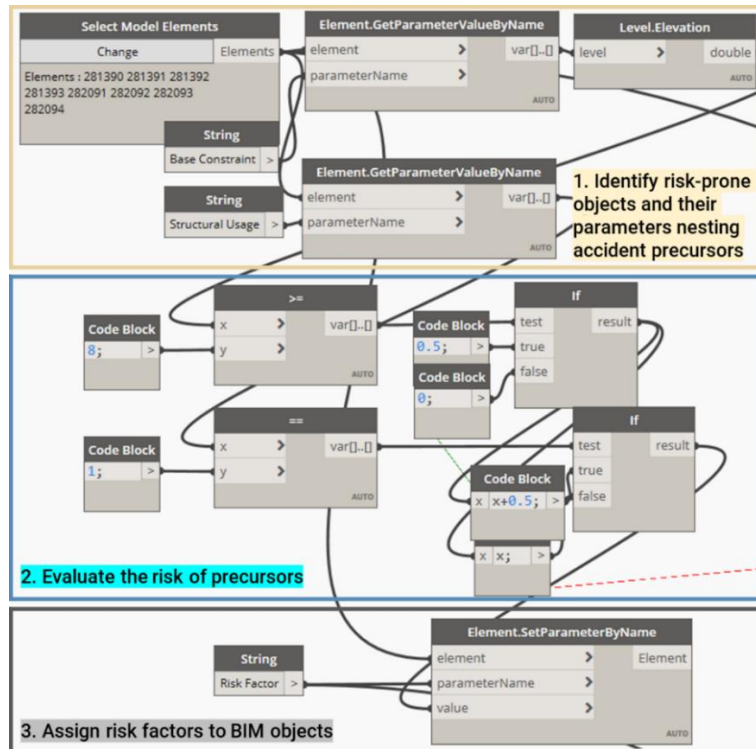 Select Model Elements
Change
Elements
Elements : 281390 281391 281392
281393 282091 282092 282093
282094
Element.GetParameterValueByName
element
>
var[]..[]
parameterName
>
AUTO
Level.Elevation
level
>
double
AUTO
String
Base Constraint
>
String
Structural Usage
>
Element.GetParameterValueByName
element
>
var[]..[]
parameterName
>
AUTO
1. Identify risk-prone
objects and their
parameters nesting
accident precursors
Code Block
8;
>
>=
x
>
var[]..[]
y
>
AUTO
Code Block
0.5;
>
Code Block
0;
>
If
test
result
true
false
AUTO
Code Block
1;
>
==
x
>
var[]..[]
y
>
AUTO
If
test
result
true
false
AUTO
Code Block
x
x+0.5;
>
x
x;
>
2. Evaluate the risk of precursors
String
Risk Factor
>
Element.SetParameterByName
element
>
Element
parameterName
>
value
>
AUTO
3. Assign risk factors to BIM objects